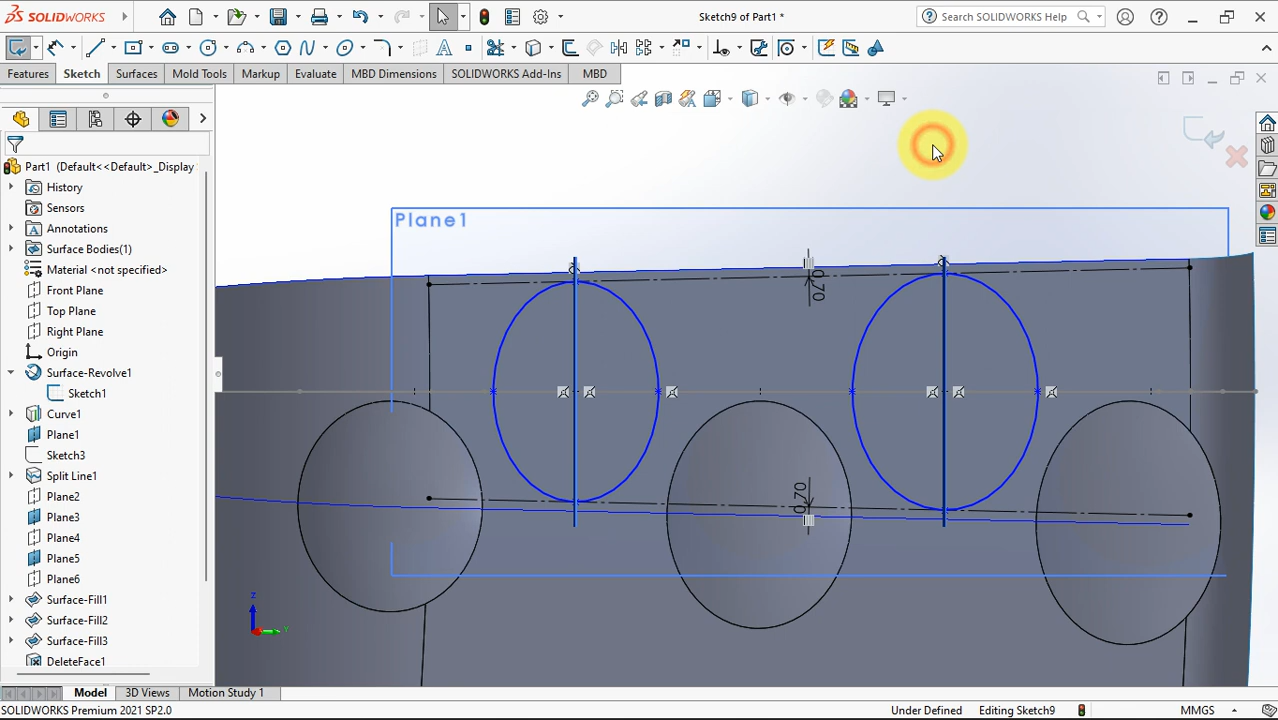 SOLIDWORKS
Sketch9 of Part1 *
Search SOLIDWORKS Help
Features
Sketch
Surfaces
Mold Tools
Markup
Evaluate
MBD Dimensions
SOLIDWORKS Add-Ins
MBD
Part1 (Default<<Default>_Display
History
Sensors
Annotations
Surface Bodies(1)
Material <not specified>
Front Plane
Top Plane
Right Plane
Origin
Surface-Revolve1
Sketch1
Curve1
Plane1
Sketch3
Split Line1
Plane2
Plane3
Plane4
Plane5
Plane6
Surface-Fill1
Surface-Fill2
Surface-Fill3
DeleteFace1
Plane1
0.70
0.70
Z
Y
Model
3D Views
Motion Study 1
SOLIDWORKS Premium 2021 SP2.0
Under Defined
Editing Sketch9
MMGS